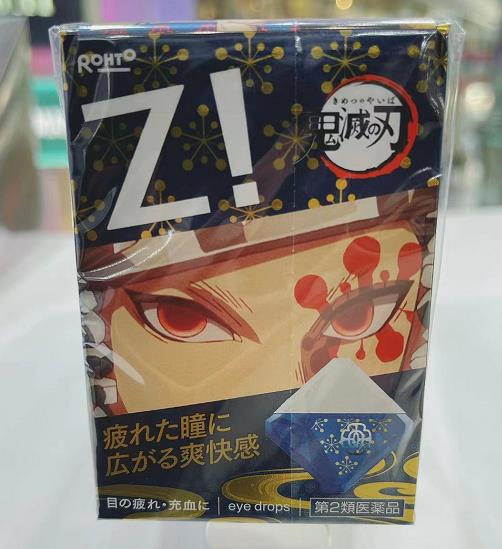 ROHTO
Z!
きめつのやいば
鬼滅の刃
疲れた瞳に
広がる爽快感
目の疲れ・充血に
eye drops
第2類医薬品